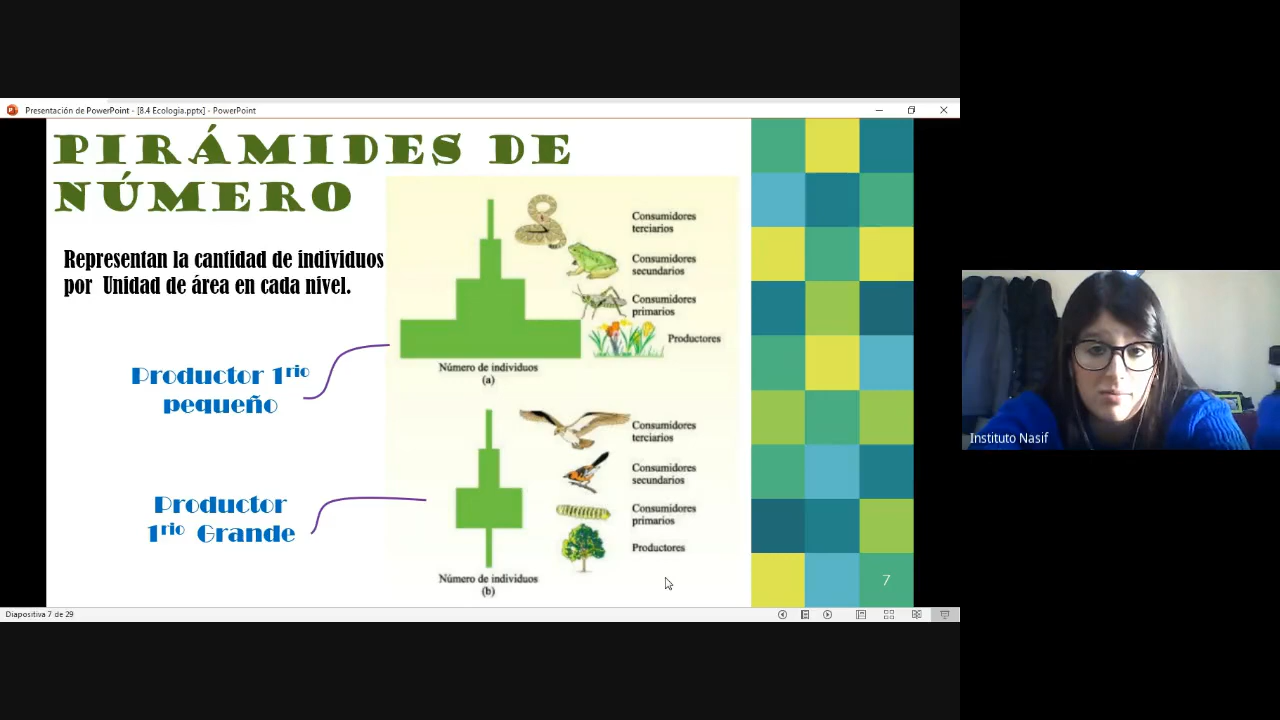 Presentación de PowerPoint - [8.4 Ecologia.pptx] - PowerPoint
PIRÁMIDES DE
NÚMERO
Representan la cantidad de individuos
por Unidad de área en cada nivel.
Consumidores
terciarios
Consumidores
secundarios
Consumidores
primarios
Productores
Número de individuos
(a)
Productor 1rio
pequeño
Consumidores
terciarios
Consumidores
secundarios
Consumidores
primarios
Productores
Número de individuos
(b)
Productor
1rio Grande
7
Diapositiva 7 de 29
Instituto Nasif